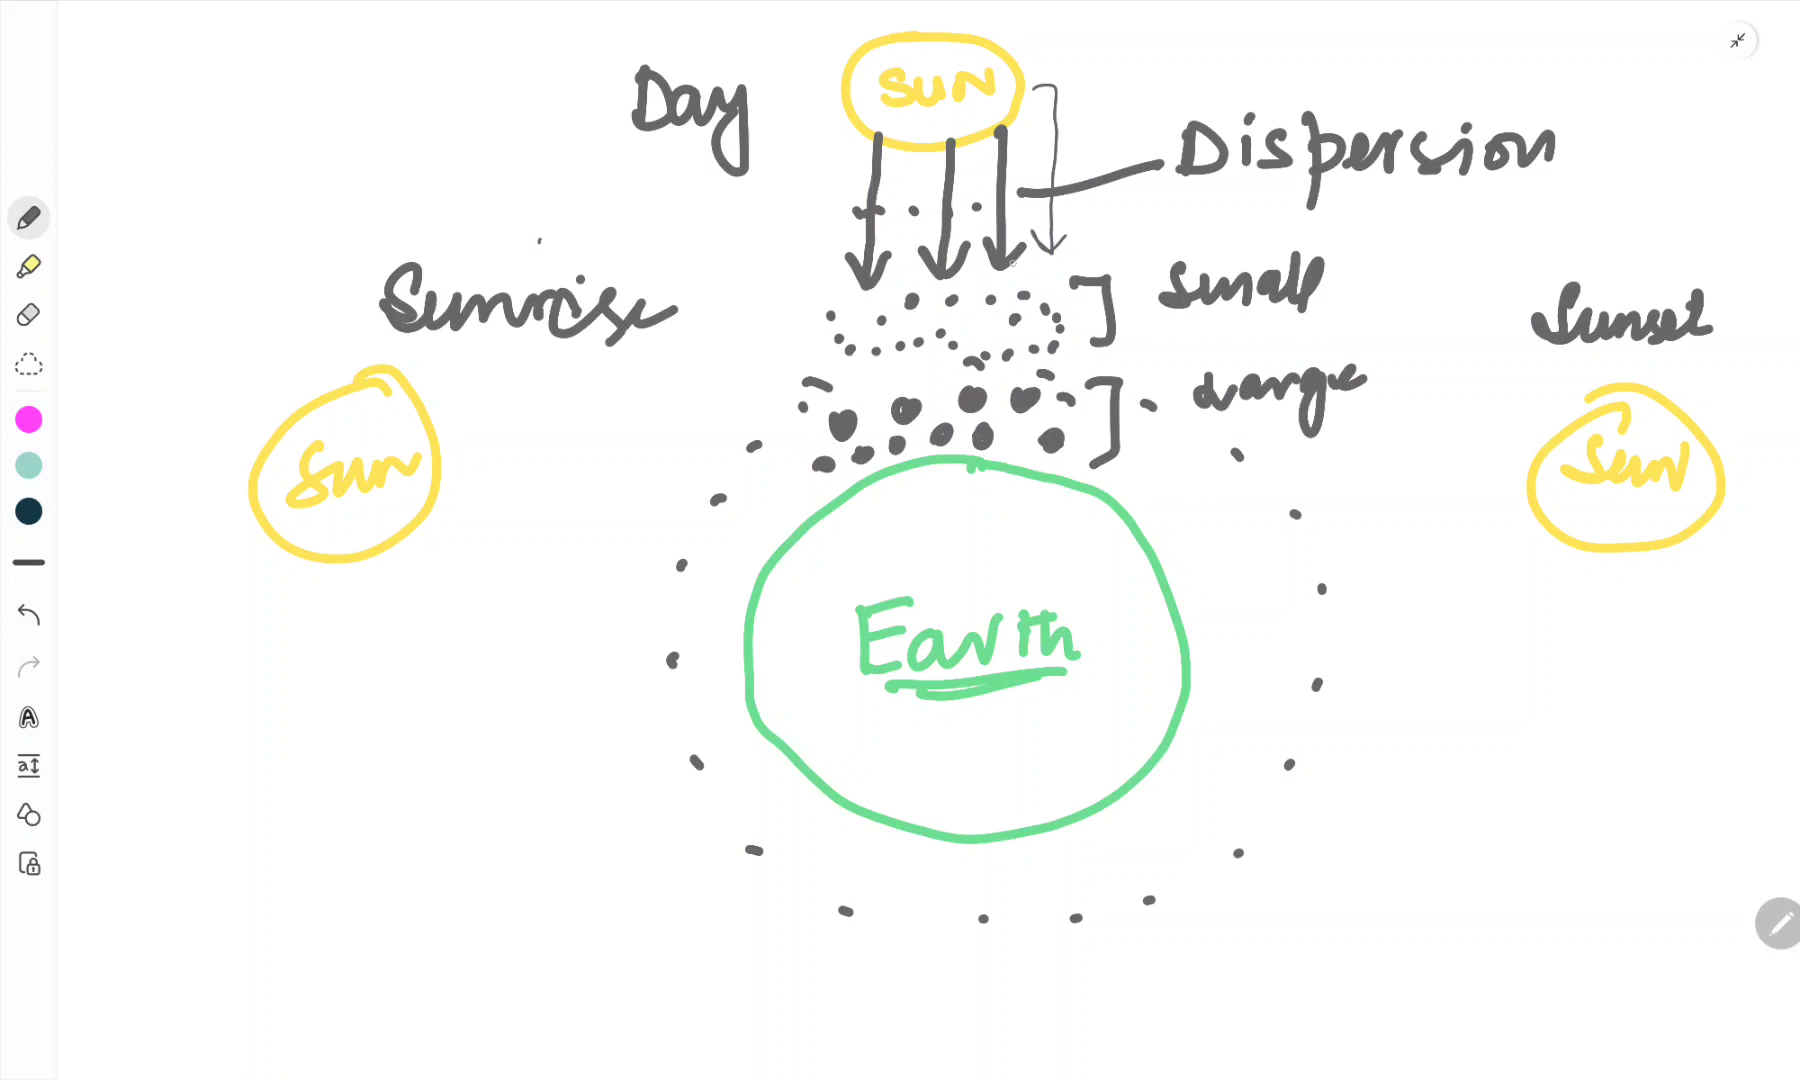 Day
SUN
Dispersion
Sunrise
Small
Sunset
Large
Sun
Sun
Earth